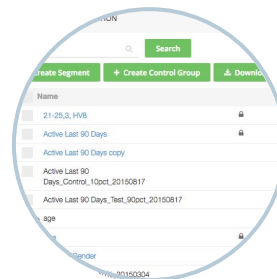 ION
Search
Create Segment
+ Create Control Group
Downlo
Name
21-25,3, HV8
Active Last 90 Days
Active Last 90 Days copy
Active Last 90
Days_Control_10pct_20150817
Active Last 90 Days_Test_90pct_20150817
age
Gender
20150304